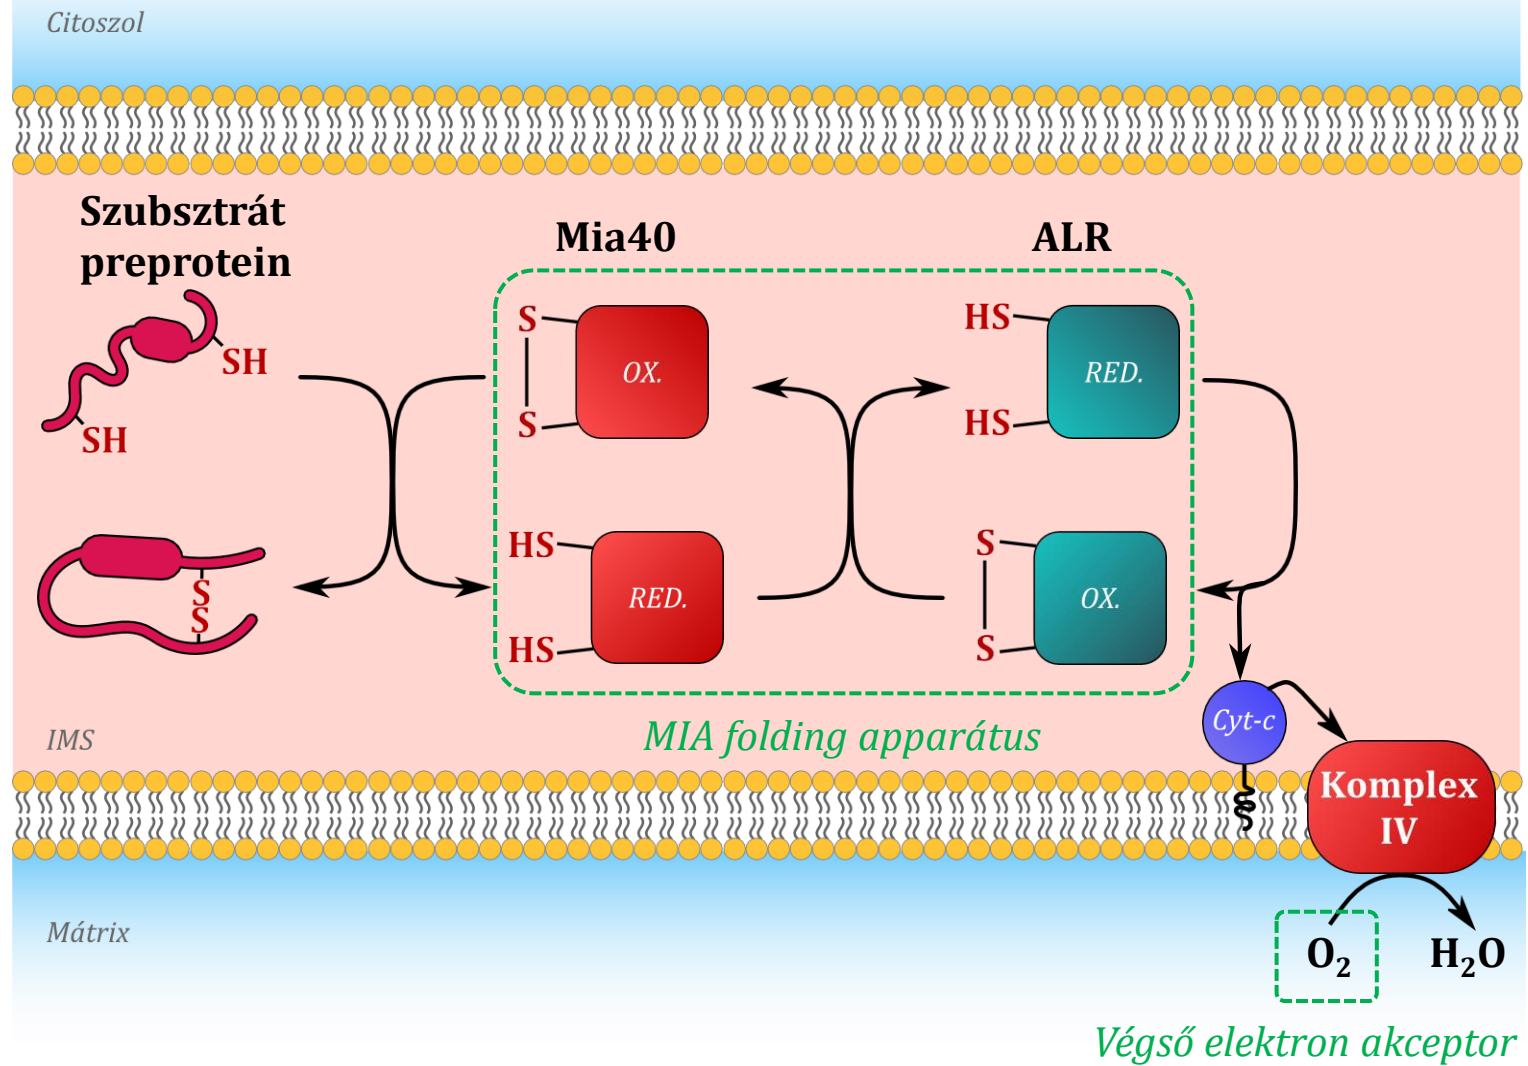 Citoszol
Szubsztrát
preprotein
Mia40
ALR
SH
SH
S
S
OX.
HS
HS
RED.
S
S
HS
HS
RED.
S
S
OX.
IMS
MIA folding apparátus
Cyt-c
Komplex
IV
Mátrix
O₂
H₂O
Végső elektron akceptor